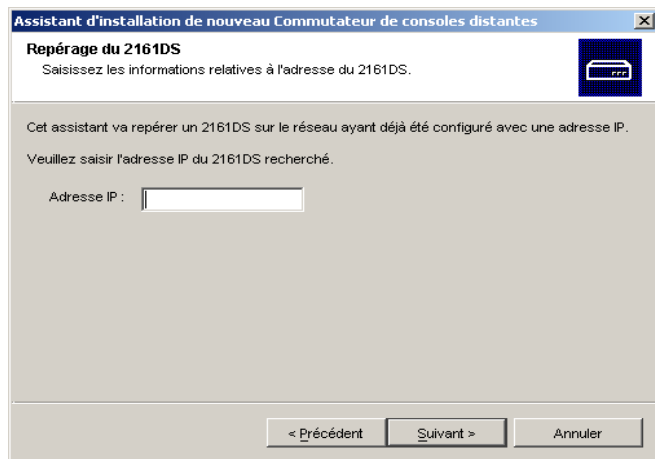 Assistant d'installation de nouveau Commutateur de consoles distantes
Repérage du 2161DS
Saisissez les informations relatives à l'adresse du 2161DS.
Cet assistant va repérer un 2161DS sur le réseau ayant déjà été configuré avec une adresse IP.
Veuillez saisir l'adresse IP du 2161DS recherché.
Adresse IP :
< Précédent Suivant > Annuler